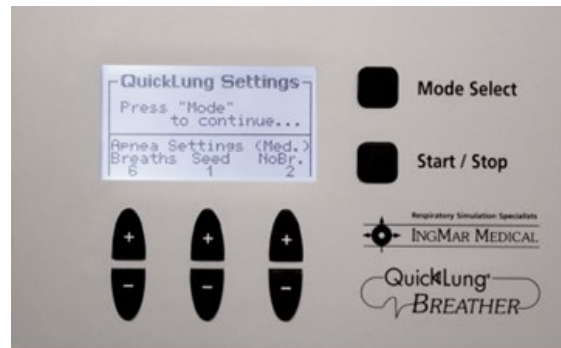 QuickLung Settings
Press "Mode"
to continue...
Apnea Settings (Med.)
Breaths Seed NoBr.
6 1 2
Mode Select
Start / Stop
+ + +
- - -
Respiratory Simulation Specialists
INGMAR MEDICAL
QuickLung®
BREATHER